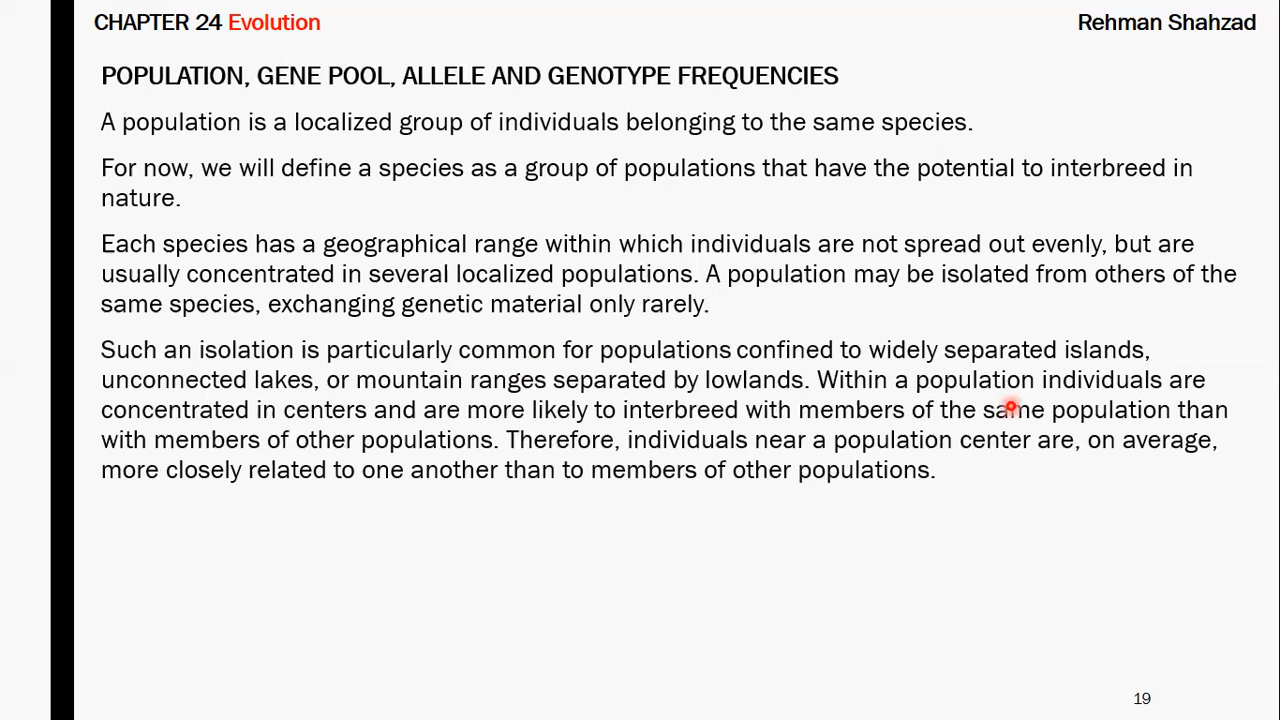 CHAPTER 24 Evolution
Rehman Shahzad
POPULATION, GENE POOL, ALLELE AND GENOTYPE FREQUENCIES
A population is a localized group of individuals belonging to the same species.
For now, we will define a species as a group of populations that have the potential to interbreed in
nature.
Each species has a geographical range within which individuals are not spread out evenly, but are
usually concentrated in several localized populations. A population may be isolated from others of the
same species, exchanging genetic material only rarely.
Such an isolation is particularly common for populations confined to widely separated islands,
unconnected lakes, or mountain ranges separated by lowlands. Within a population individuals are
concentrated in centers and are more likely to interbreed with members of the same population than
with members of other populations. Therefore, individuals near a population center are, on average,
more closely related to one another than to members of other populations.
19